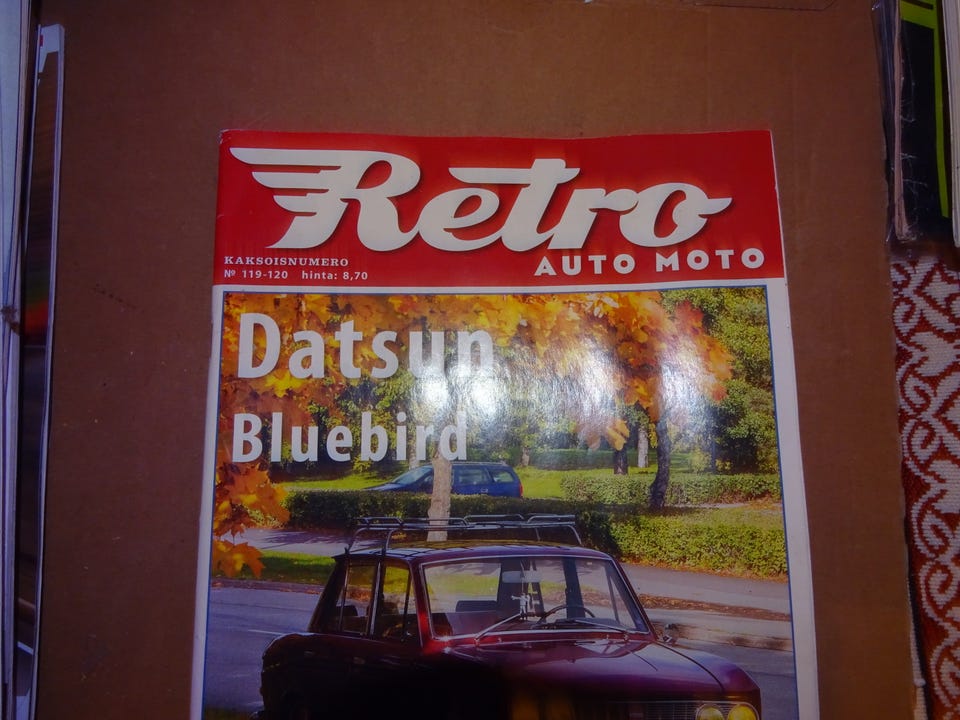 Retro
AUTO MOTO
KAKSOISNUMERO
№ 119-120 hinta: 8,70
Datsun
Bluebird